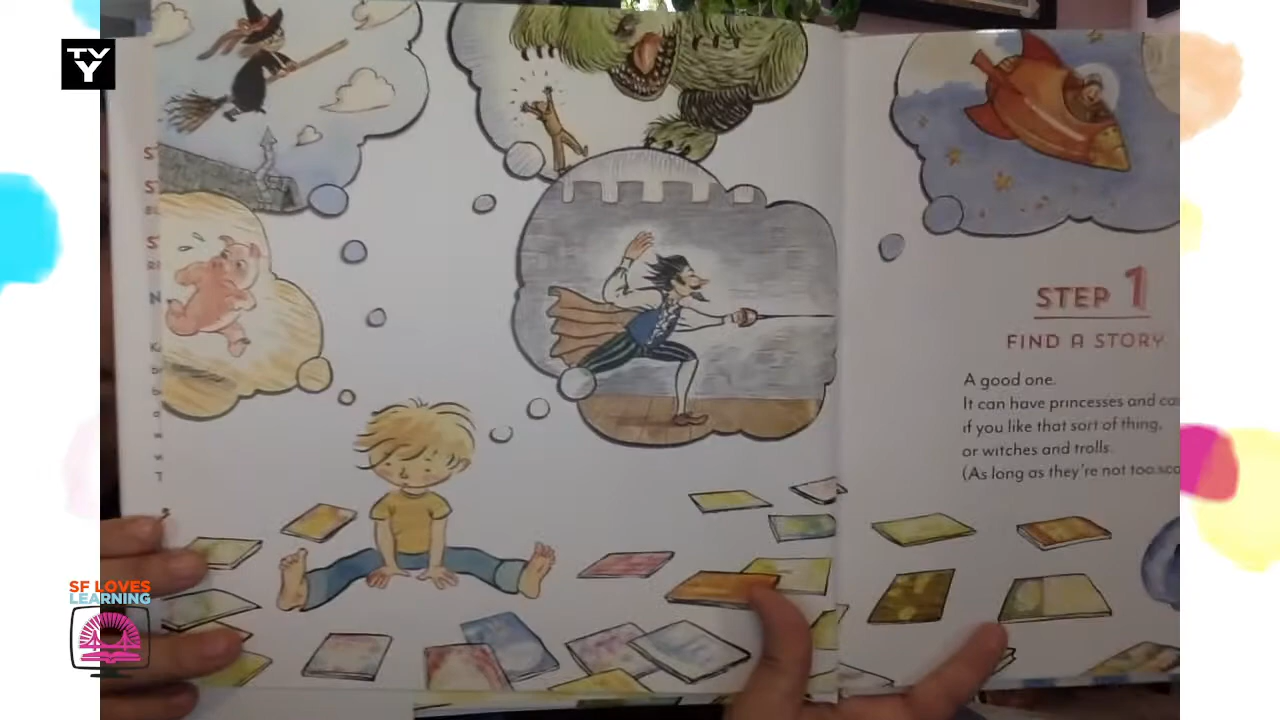 TV
Y
STEP 1
FIND A STORY
A good one.
It can have princesses and
if you like that sort of thing,
or witches and trolls.
(As long as they're not too
SF LOVES
LEARNING